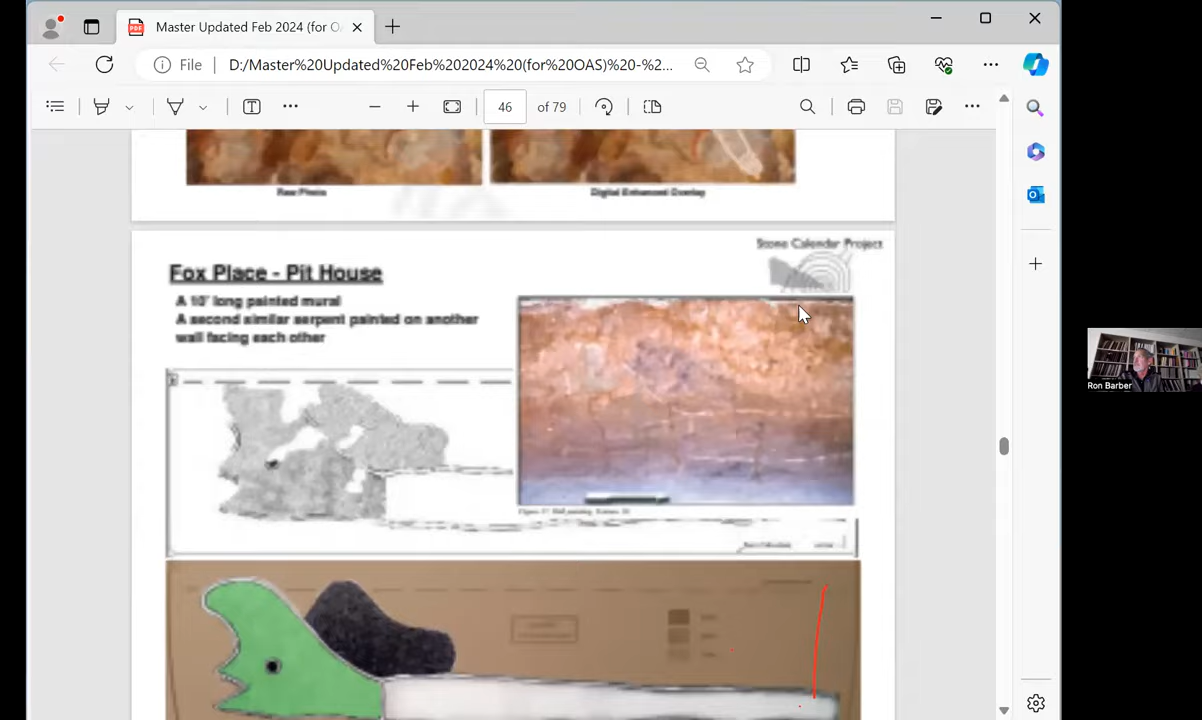 Master Updated Feb 2024 (for O
File
D:/Master%20Updated%20Feb%202024%20(for%20OAS)%20-%2...
46 of 79
Raw Photo
Digital Enhanced Overlay
Stone Calendar Project
Fox Place - Pit House
A 10' long painted mural
A second similar serpent painted on another
wall facing each other
Ron Barber